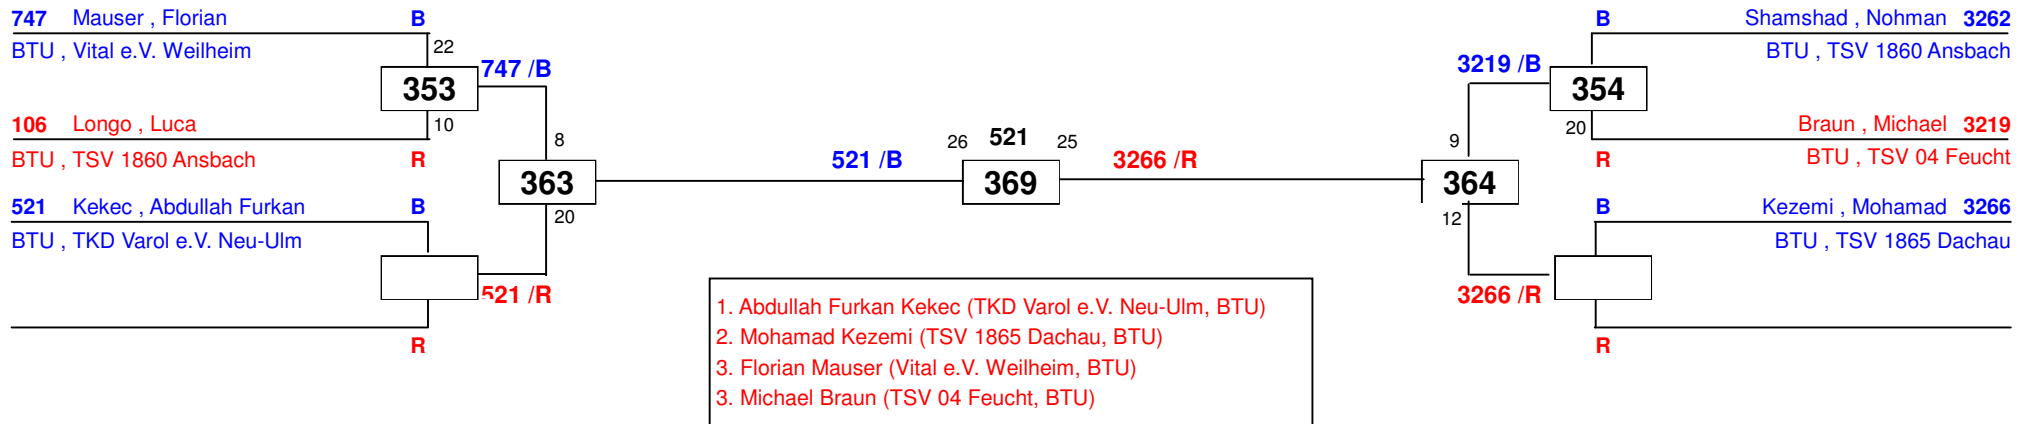 747 Mauser , Florian B
BTU , Vital e.V. Weilheim
22
353
747 /B
106 Longo , Luca
10
BTU , TSV 1860 Ansbach R
8
363
20
521 Kekec , Abdullah Furkan B
BTU , TKD Varol e.V. Neu-Ulm
521 /R
R
521 /B
26 521 25
369
3266 /R
1. Abdullah Furkan Kekec (TKD Varol e.V. Neu-Ulm, BTU)
2. Mohamad Kezemi (TSV 1865 Dachau, BTU)
3. Florian Mauser (Vital e.V. Weilheim, BTU)
3. Michael Braun (TSV 04 Feucht, BTU)
B Shamshad , Nohman 3262
BTU , TSV 1860 Ansbach
3219 /B
354
20
Braun , Michael 3219
R BTU , TSV 04 Feucht
9
364
12
B Kezemi , Mohamad 3266
BTU , TSV 1865 Dachau
3266 /R
R